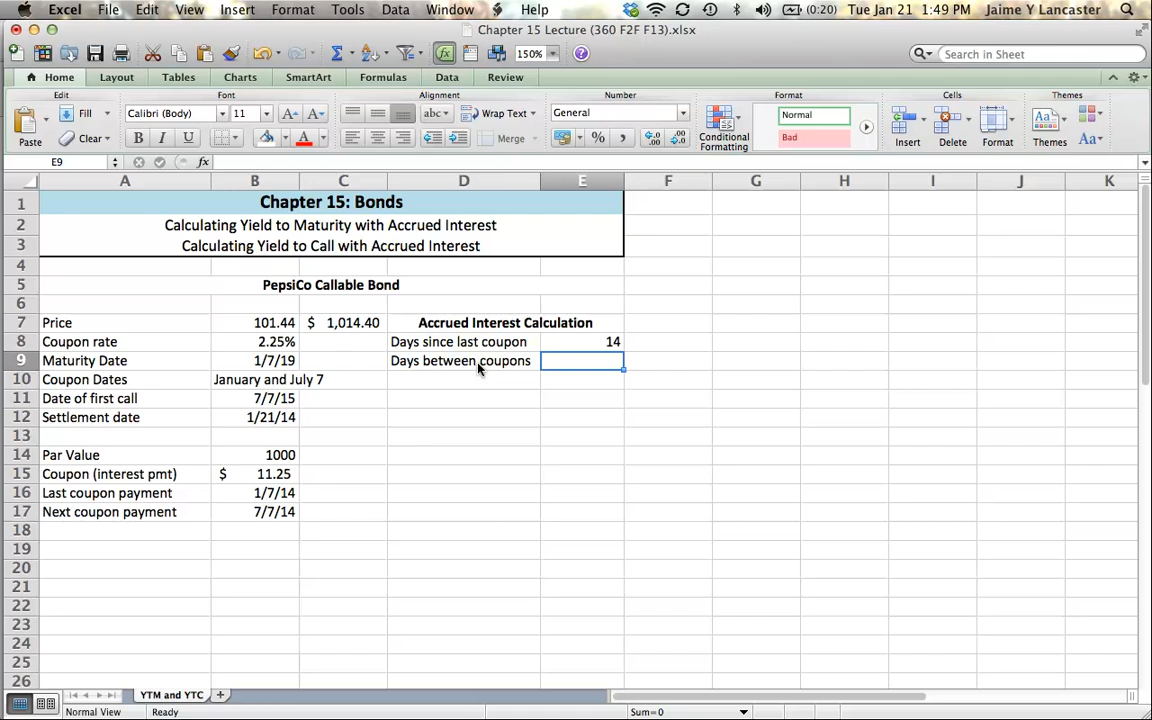 Excel File Edit View Insert Format Tools Data Window Help (0:20) Tue Jan 21 1:49 PM Jaime Y Lancaster
Chapter 15 Lecture (360 F2F F13).xlsx
150% Search in Sheet
Home Layout Tables Charts SmartArt Formulas Data Review
Edit Font Alignment Number Format Cells Themes
Fill Calibri (Body) 11 A A abc Wrap Text General Normal
Paste Clear B I U A Merge % , .0 .00 Conditional Formatting Bad Insert Delete Format Themes Aa
E9 fx
A B C D E F G H I J K
1 Chapter 15: Bonds
2 Calculating Yield to Maturity with Accrued Interest
3 Calculating Yield to Call with Accrued Interest
4
5 PepsiCo Callable Bond
6
7 Price 101.44 $ 1,014.40 Accrued Interest Calculation
8 Coupon rate 2.25% Days since last coupon 14
9 Maturity Date 1/7/19 Days between coupons
10 Coupon Dates January and July 7
11 Date of first call 7/7/15
12 Settlement date 1/21/14
13
14 Par Value 1000
15 Coupon (interest pmt) $ 11.25
16 Last coupon payment 1/7/14
17 Next coupon payment 7/7/14
18
19
20
21
22
23
24
25
26
YTM and YTC
Normal View Ready Sum=0